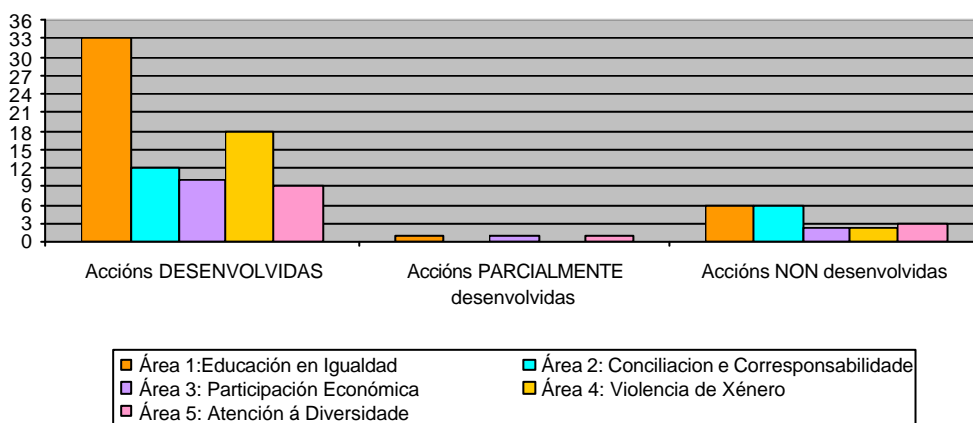 36
33
30
27
24
21
18
15
12
9
6
3
0
Accións DESENVOLVIDAS
Accións PARCIALMENTE
desenvolvidas
Accións NON desenvolvidas
Área 1:Educación en Igualdad
Área 2: Conciliacion e Corresponsabilidade
Área 3: Participación Económica
Área 4: Violencia de Xénero
Área 5: Atención á Diversidade